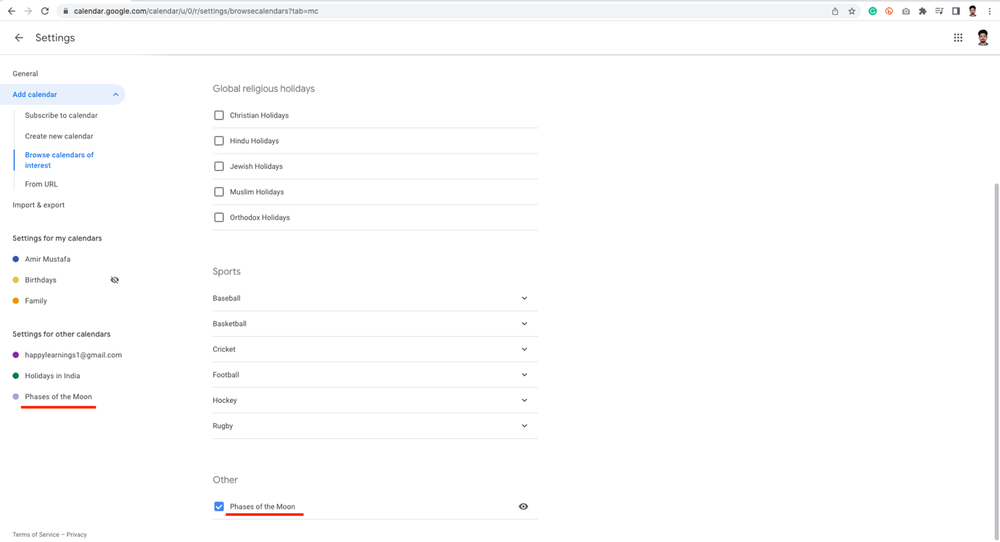 calendar.google.com/calendar/u/0/r/settings/browsecalendars?tab=mc
Settings
General
Add calendar
Subscribe to calendar
Create new calendar
Browse calendars of
interest
From URL
Import & export
Settings for my calendars
Amir Mustafa
Birthdays
Family
Settings for other calendars
happylearnings1@gmail.com
Holidays in India
Phases of the Moon
Global religious holidays
Christian Holidays
Hindu Holidays
Jewish Holidays
Muslim Holidays
Orthodox Holidays
Sports
Baseball
Basketball
Cricket
Football
Hockey
Rugby
Other
Phases of the Moon
Terms of Service – Privacy